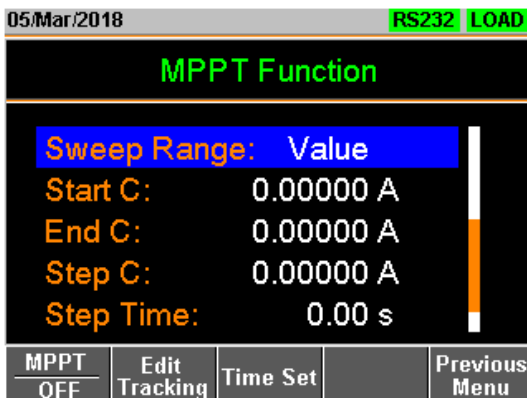 05/Mar/2018 RS232 LOAD
MPPT Function
Sweep Range: Value
Start C: 0.00000 A
End C: 0.00000 A
Step C: 0.00000 A
Step Time: 0.00 s
MPPT Edit Previous
OFF Tracking Time Set Menu